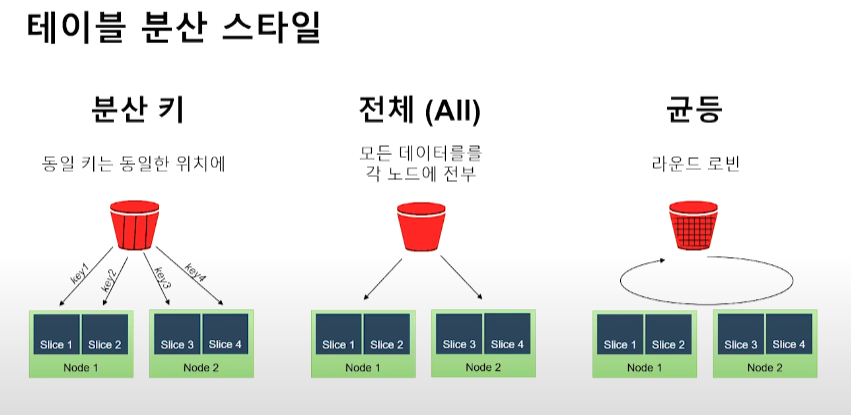 테이블 분산 스타일
분산 키
동일 키는 동일한 위치에
key1
key2
key3
key4
Slice 1
Slice 2
Node 1
Slice 3
Slice 4
Node 2
전체 (All)
모든 데이터를를
각 노드에 전부
Slice 1
Slice 2
Node 1
Slice 3
Slice 4
Node 2
균등
라운드 로빈
Slice 1
Slice 2
Node 1
Slice 3
Slice 4
Node 2